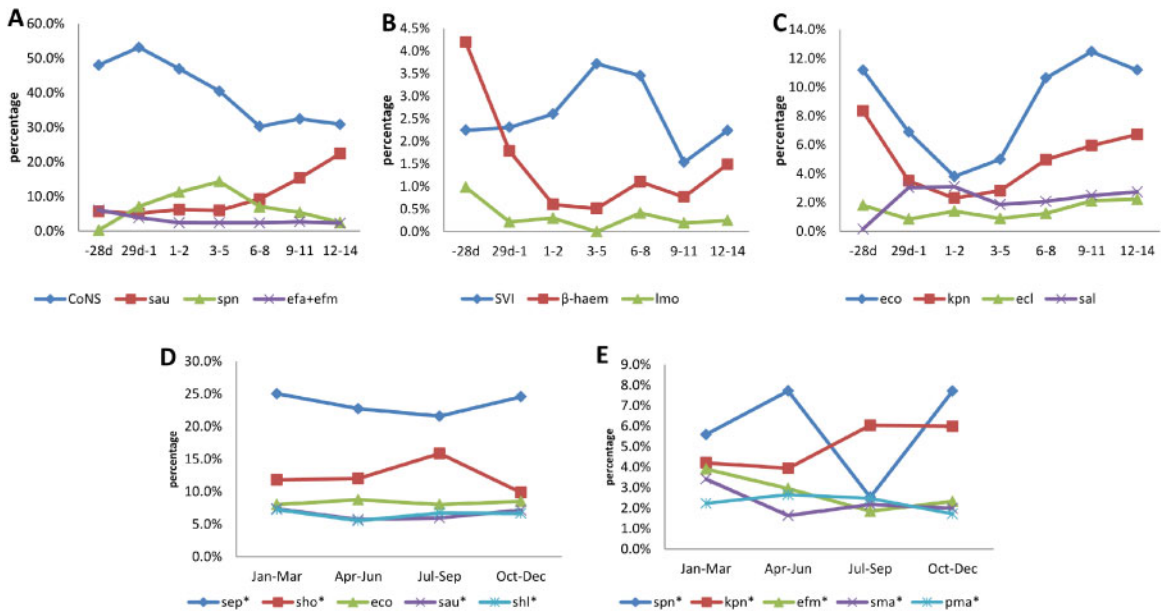 A
60.0%
50.0%
40.0%
30.0%
20.0%
10.0%
0.0%
percentage
-28d 29d-1 1-2 3-5 6-8 9-11 12-14
CoNS sau spn efa+efm
B
4.5%
4.0%
3.5%
3.0%
2.5%
2.0%
1.5%
1.0%
0.5%
0.0%
percentage
-28d 29d-1 1-2 3-5 6-8 9-11 12-14
SVI β-haem lmo
C
14.0%
12.0%
10.0%
8.0%
6.0%
4.0%
2.0%
0.0%
percentage
-28d 29d-1 1-2 3-5 6-8 9-11 12-14
eco kpn ecl sal
D
30.0%
25.0%
20.0%
15.0%
10.0%
5.0%
0.0%
percentage
Jan-Mar Apr-Jun Jul-Sep Oct-Dec
sep* sho* eco sau* shl*
E
9.0%
8.0%
7.0%
6.0%
5.0%
4.0%
3.0%
2.0%
1.0%
0.0%
percentage
Jan-Mar Apr-Jun Jul-Sep Oct-Dec
spn* kpn* efm* sma* pma*